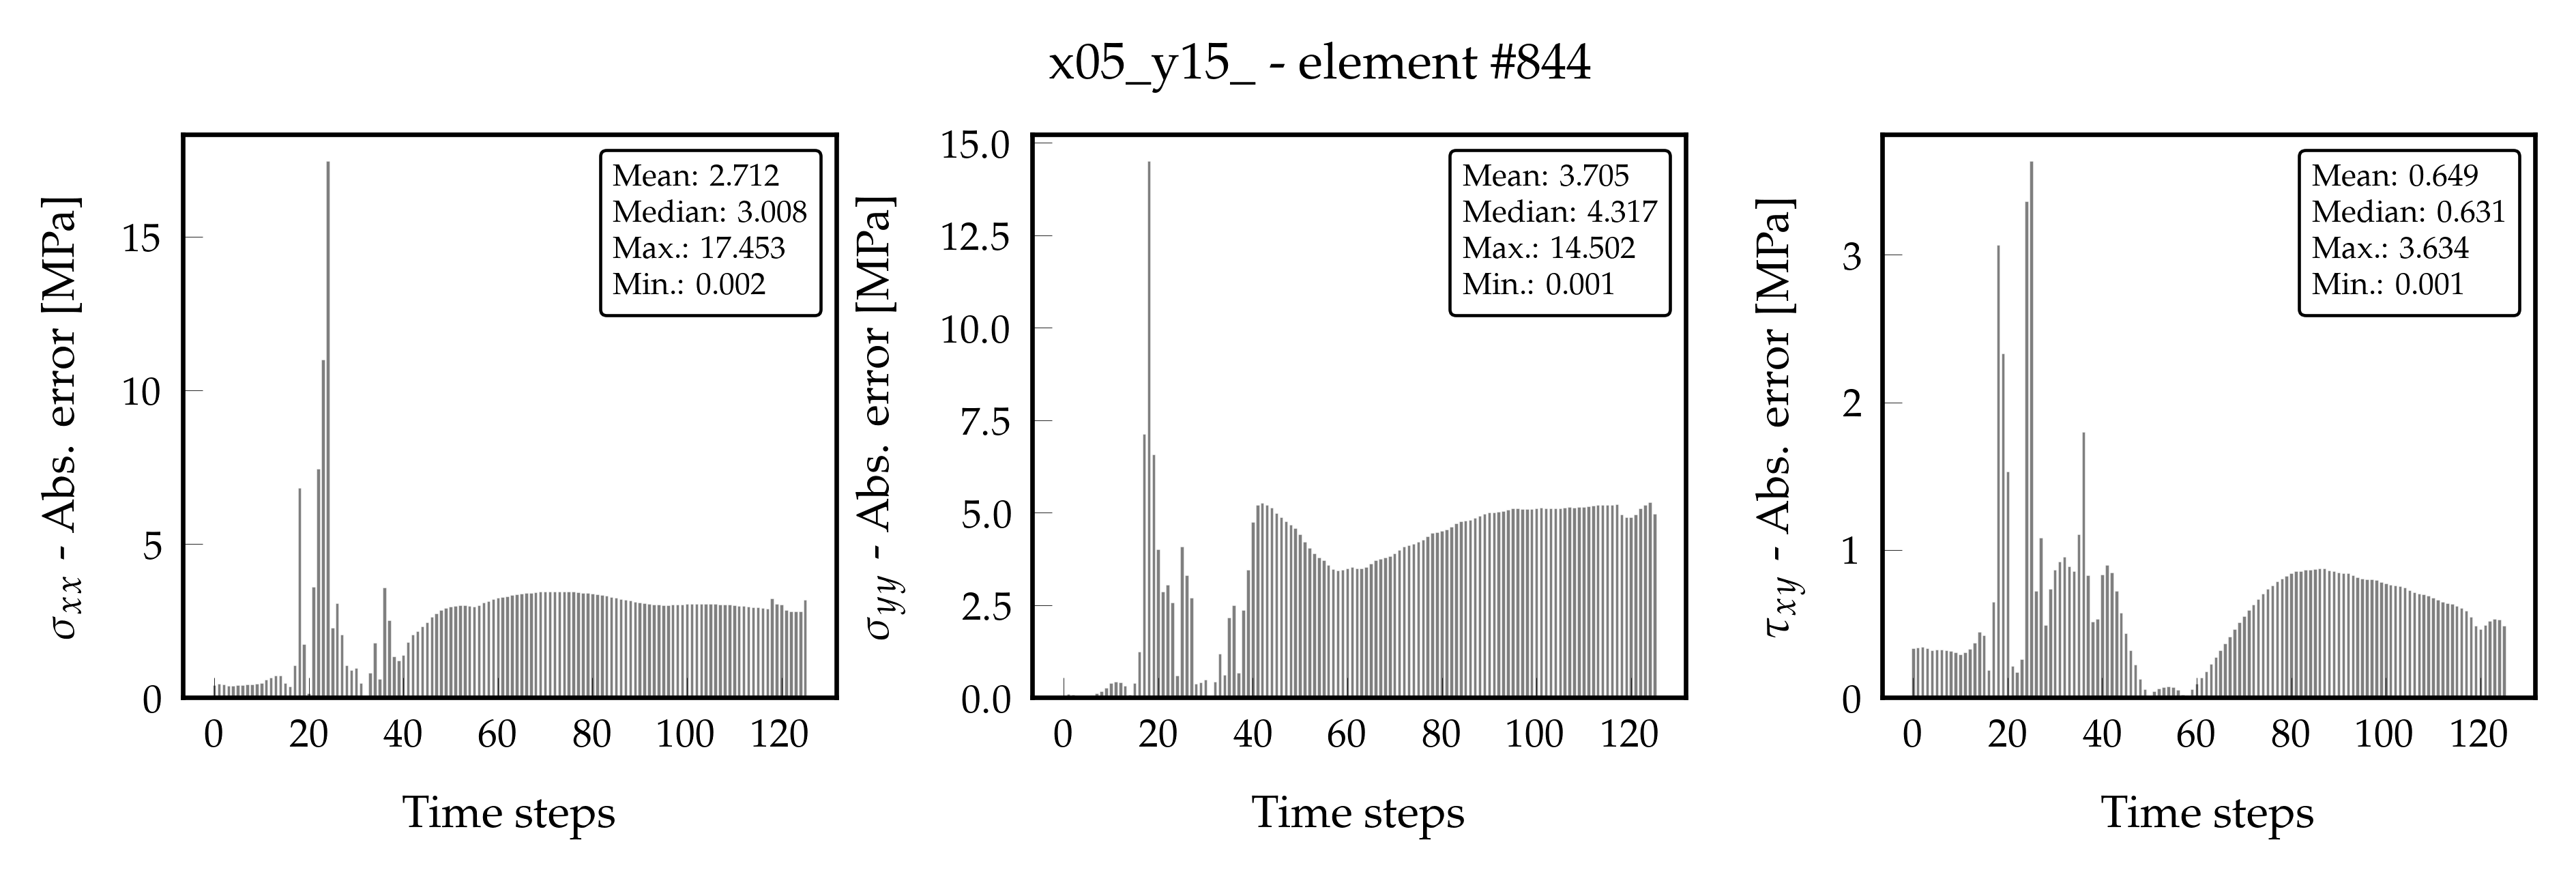 x05_y15_ - element #844
σxx - Abs. error [MPa]
15
10
5
0
Mean: 2.712
Median: 3.008
Max.: 17.453
Min.: 0.002
0 20 40 60 80 100 120
Time steps
σyy - Abs. error [MPa]
15.0
12.5
10.0
7.5
5.0
2.5
0.0
Mean: 3.705
Median: 4.317
Max.: 14.502
Min.: 0.001
0 20 40 60 80 100 120
Time steps
τxy - Abs. error [MPa]
3
2
1
0
Mean: 0.649
Median: 0.631
Max.: 3.634
Min.: 0.001
0 20 40 60 80 100 120
Time steps